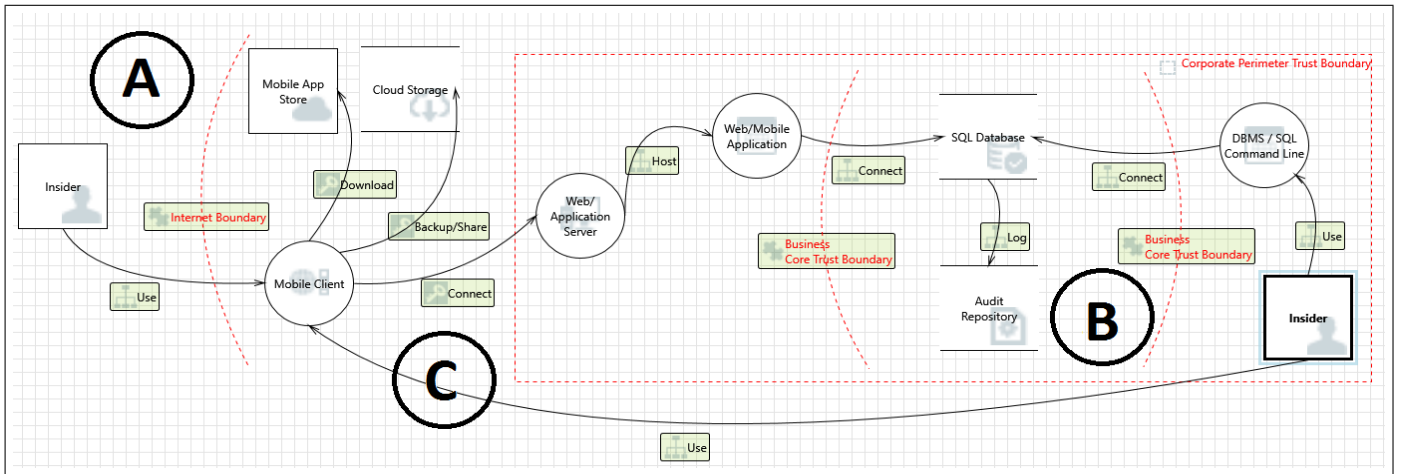 A
Mobile App
Store
Cloud Storage
Corporate Perimeter Trust Boundary
Insider
Internet Boundary
Download
Backup/Share
Use
Mobile Client
Connect
Web/
Application
Server
Host
Web/Mobile
Application
Connect
Business
Core Trust Boundary
SQL Database
Log
Audit
Repository
Connect
DBMS / SQL
Command Line
Business
Core Trust Boundary
Use
Insider
B
C
Use